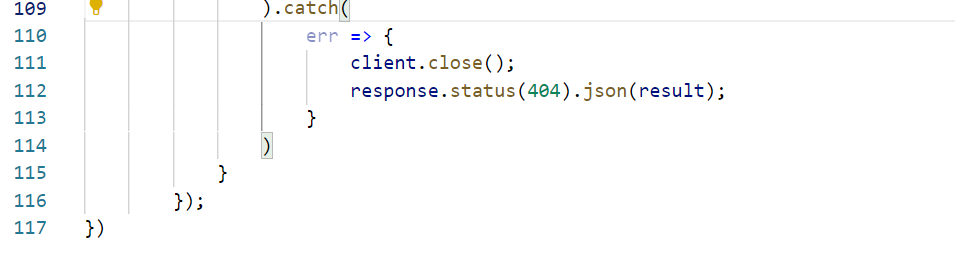 109 ).catch(
110 err => {
111 client.close();
112 response.status(404).json(result);
113 }
114 )
115 }
116 });
117 })